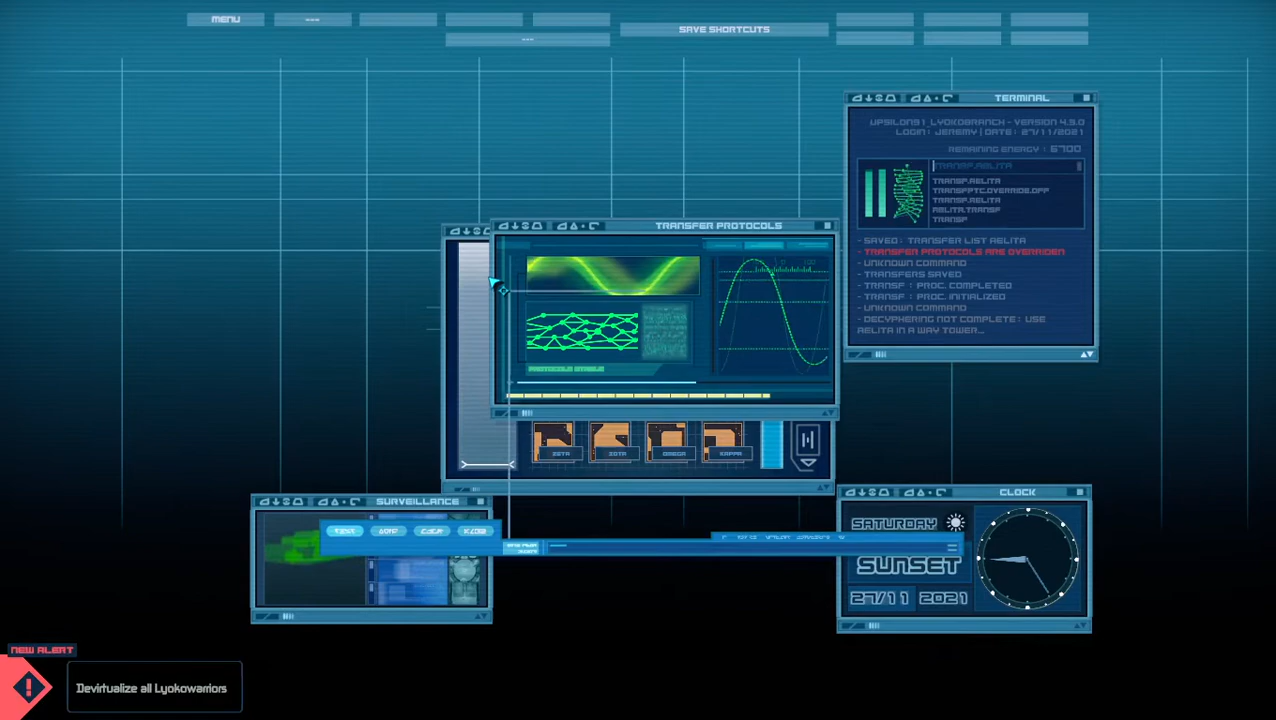 MENU
---
---
SAVE SHORTCUTS
TERMINAL
UPSILON91_LYOKOBRANCH - VERSION 4.9.0
LOGIN: JEREMY | DATE: 27/11/2021
REMAINING ENERGY : 5700
TRANSF.AELITA
TRANSF.AELITA
TRANSFPTC.OVERRIDE.OFF
TRANSF.AELITA
AELITA.TRANSF
TRANSF
- SAVED: TRANSFER LIST AELITA
- TRANSFER PROTOCOLS ARE OVERRIDEN
- UNKNOWN COMMAND
- TRANSFERS SAVED
- TRANSF : PROC. COMPLETED
- TRANSF : PROC. INITIALIZED
- UNKNOWN COMMAND
- DECYPHERING NOT COMPLETE: USE
AELITA IN A WAY TOWER...
TRANSFER PROTOCOLS
PROTOCOLS STABLE
ZETA
IOTA
OMEGA
KAPPA
SURVEILLANCE
CLOCK
SATURDAY
SUNSET
27/11 2021
NEW ALERT
!
Devirtualize all Lyokowarriors